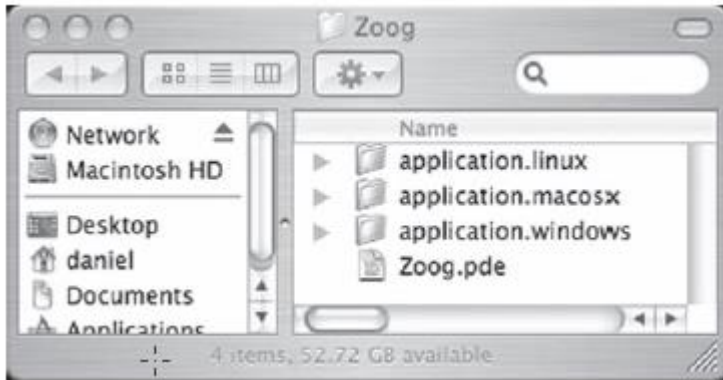 Zoog
Network
Macintosh HD
Desktop
daniel
Documents
Applications
Name
application.linux
application.macosx
application.windows
Zoog.pde
4 items, 52.72 GB available